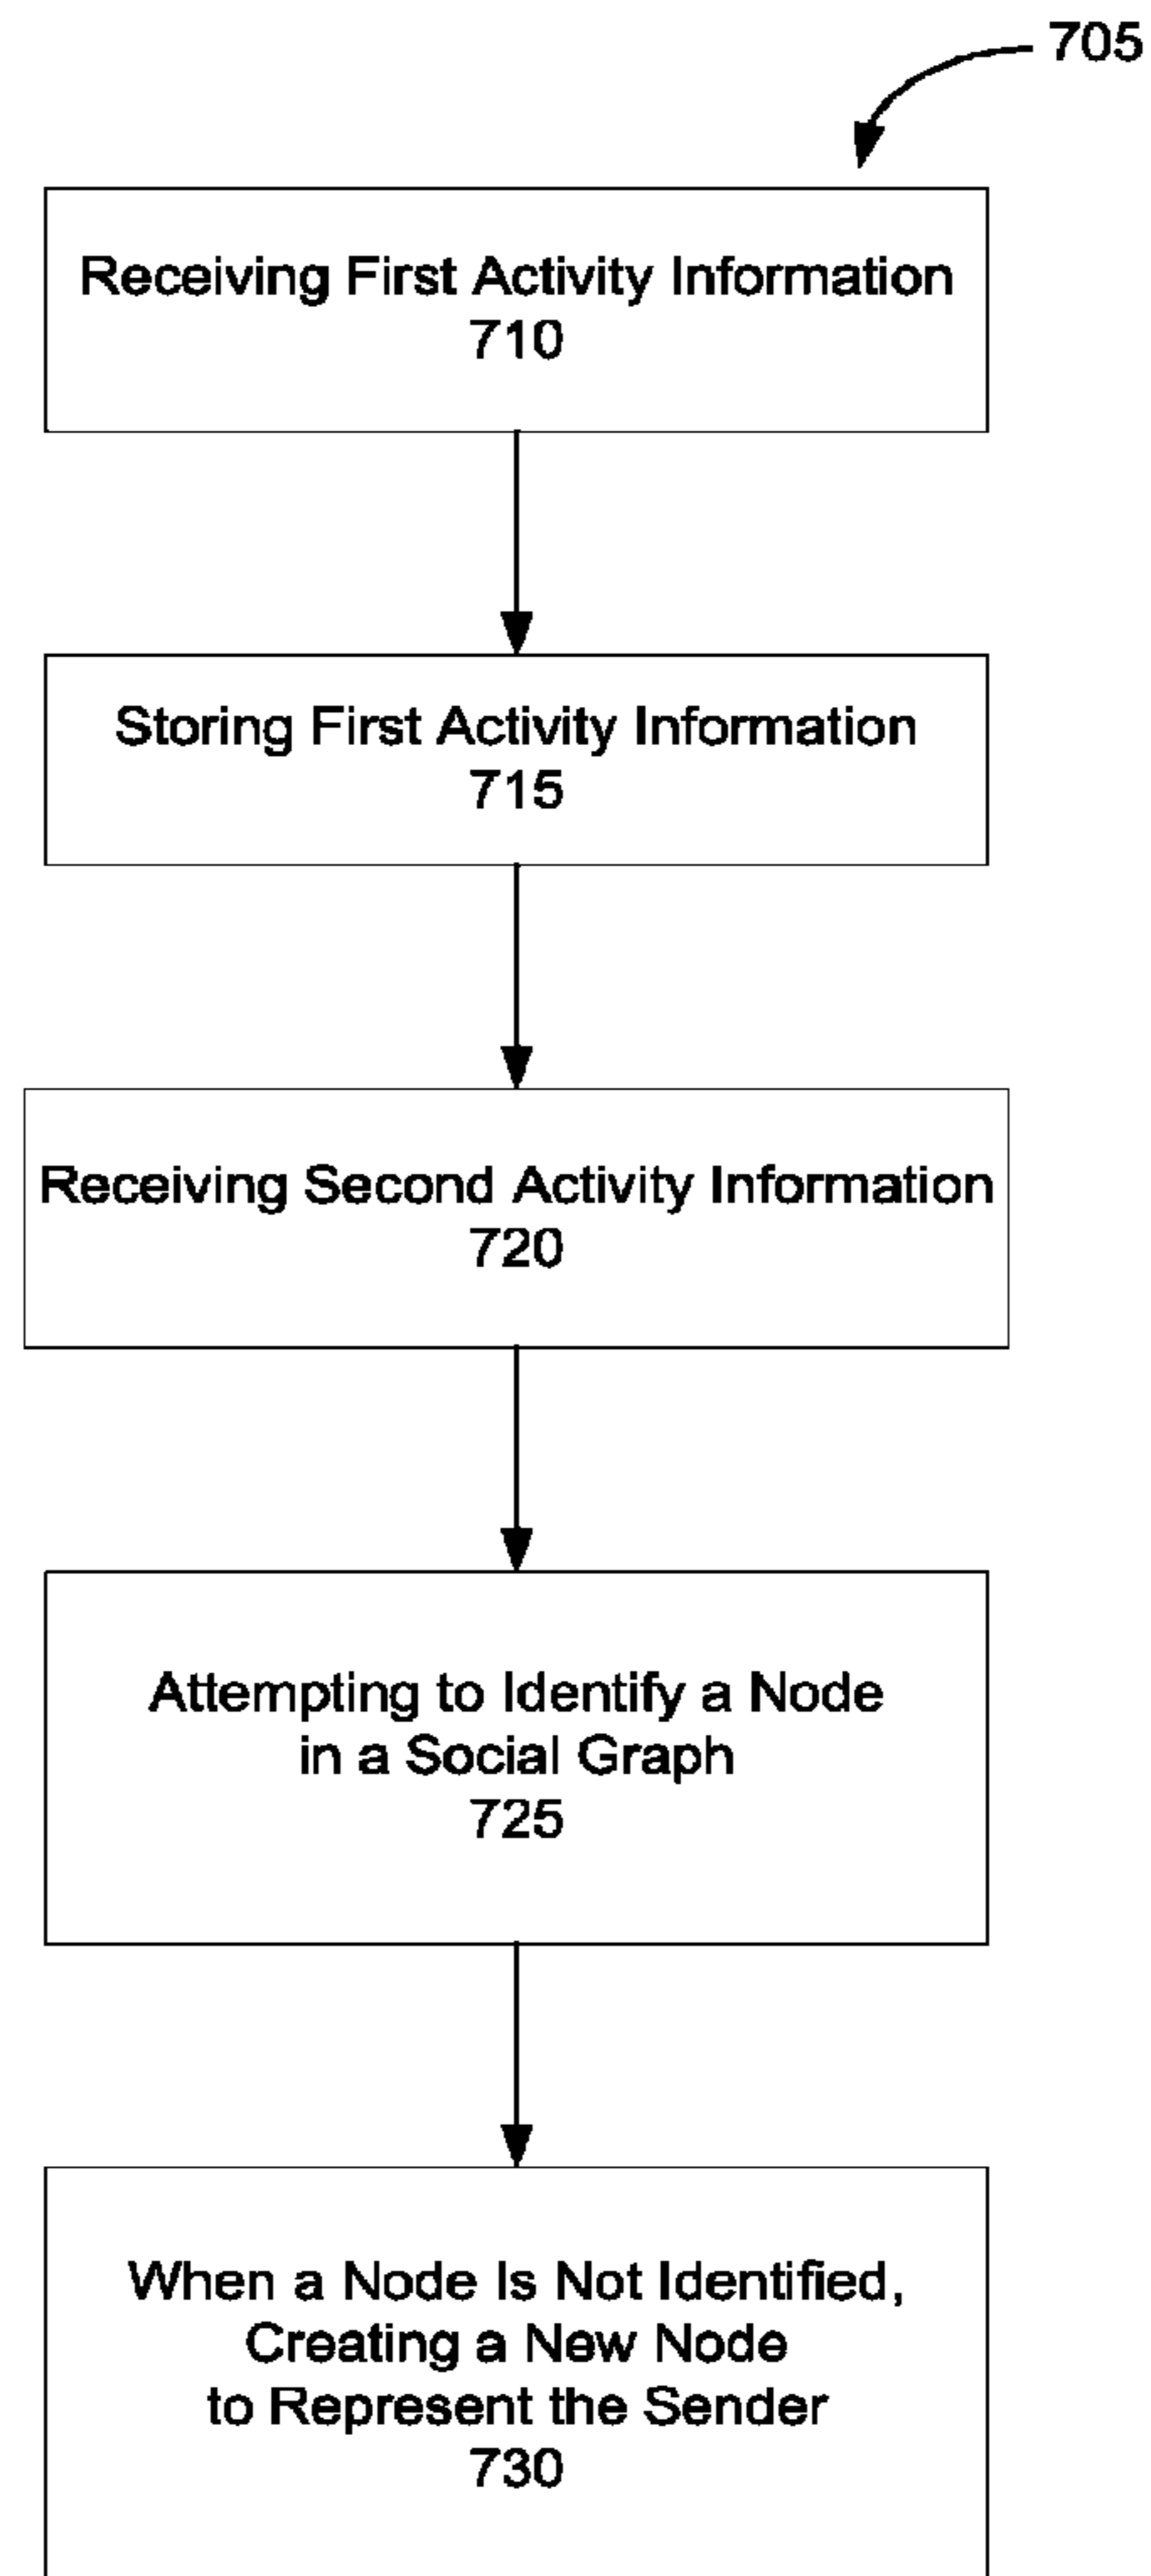 705
Receiving First Activity Information
710
Storing First Activity Information
715
Receiving Second Activity Information
720
Attempting to Identify a Node
in a Social Graph
725
When a Node Is Not Identified,
Creating a New Node
to Represent the Sender
730